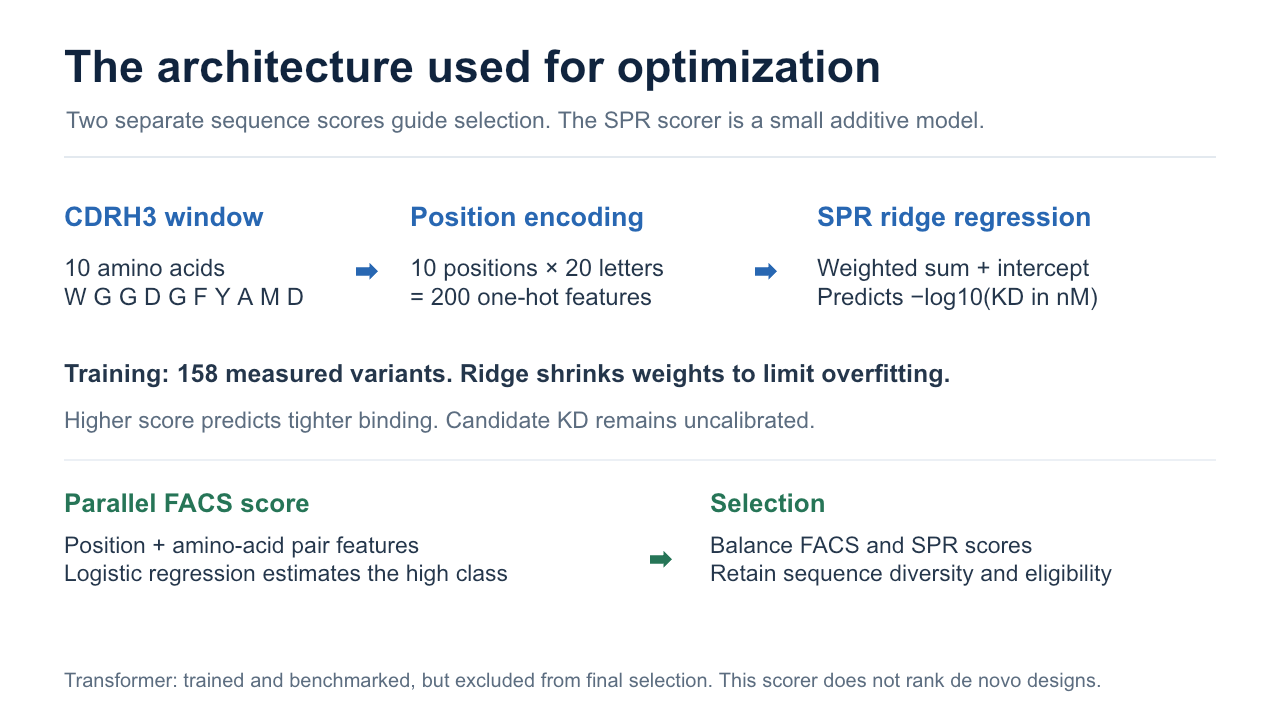 The architecture used for optimization
Two separate sequence scores guide selection. The SPR scorer is a small additive model.
CDRH3 window
10 amino acids
W G G D G F Y A M D
Position encoding
10 positions × 20 letters
= 200 one-hot features
SPR ridge regression
Weighted sum + intercept
Predicts −log10(KD in nM)
Training: 158 measured variants. Ridge shrinks weights to limit overfitting.
Higher score predicts tighter binding. Candidate KD remains uncalibrated.
Parallel FACS score
Position + amino-acid pair features
Logistic regression estimates the high class
Selection
Balance FACS and SPR scores
Retain sequence diversity and eligibility
Transformer: trained and benchmarked, but excluded from final selection. This scorer does not rank de novo designs.